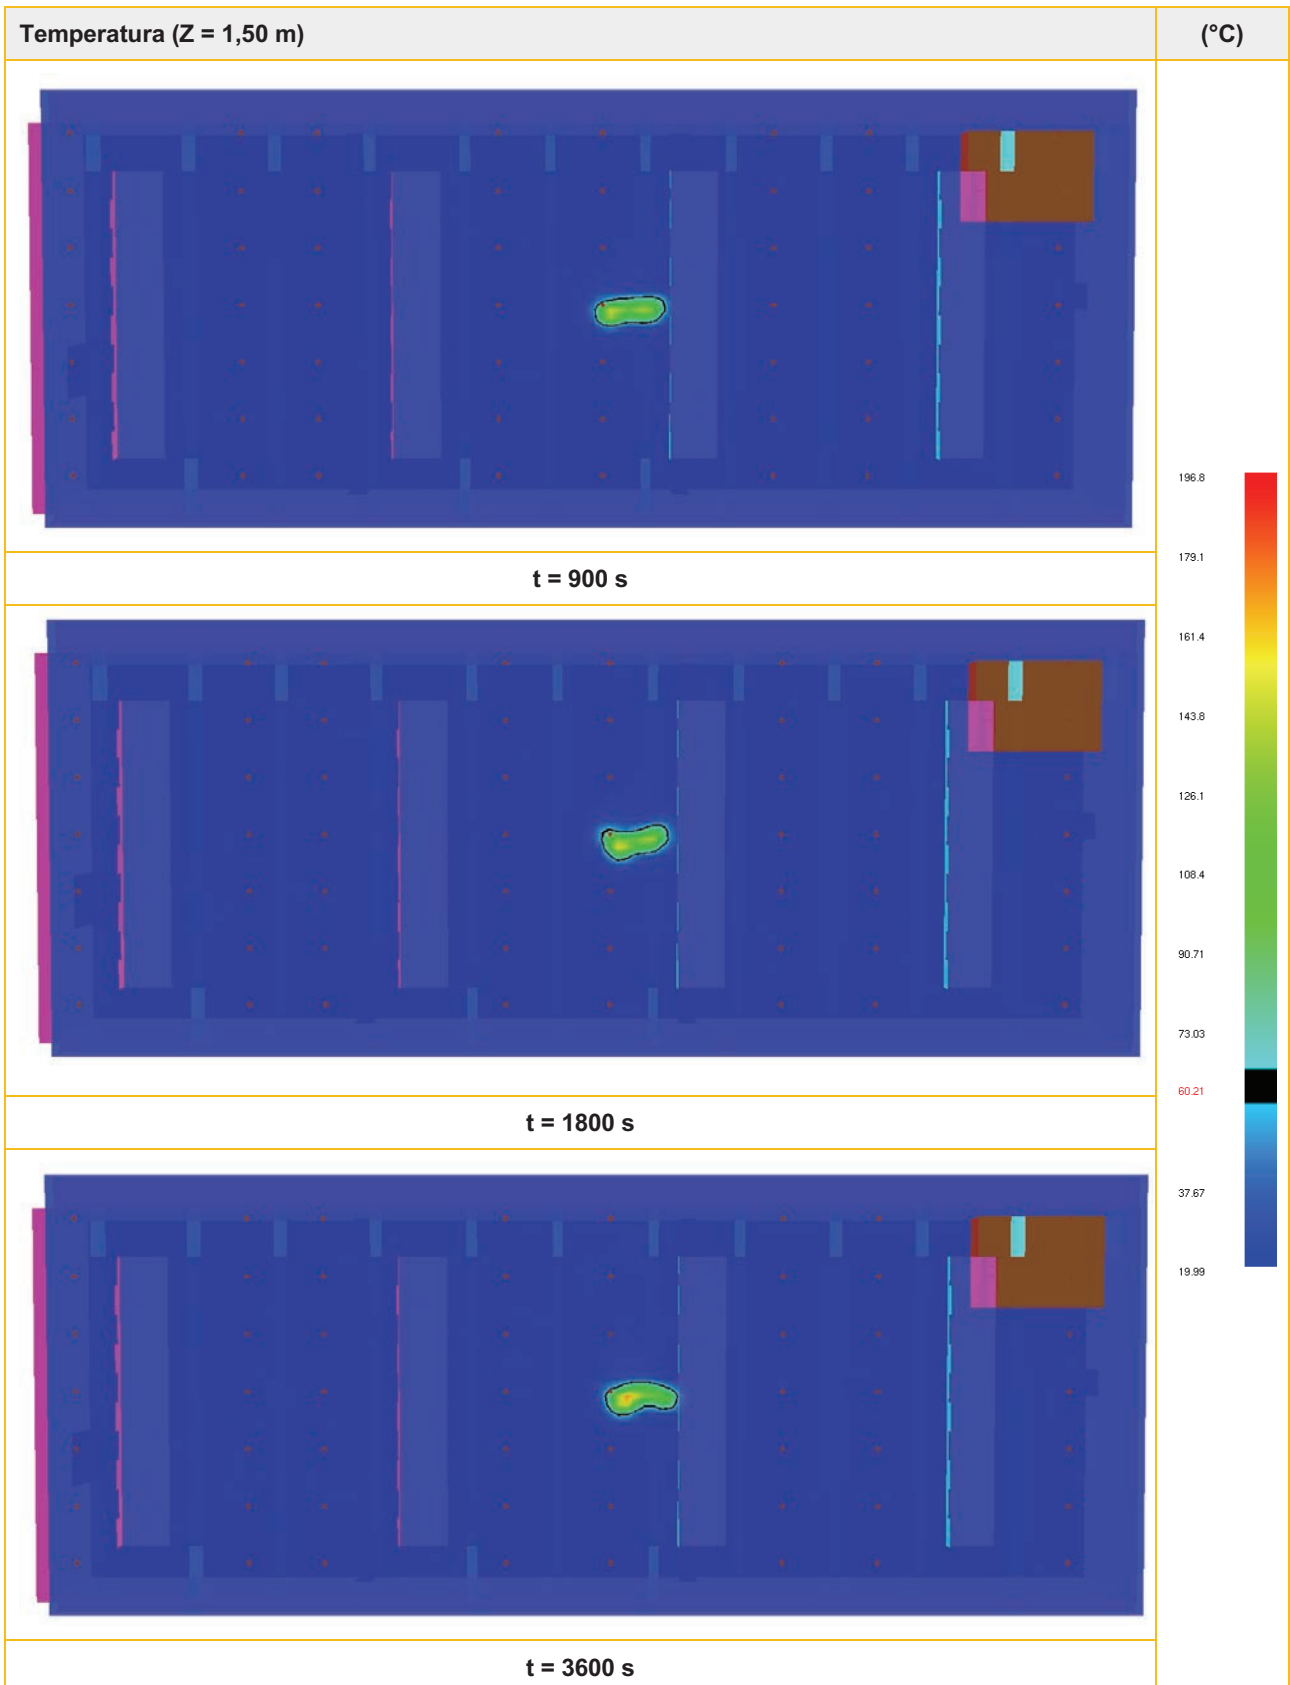 Temperatura (Z = 1,50 m)
(°C)
t = 900 s
196.8
179.1
161.4
143.8
126.1
108.4
90.71
73.03
60.21
37.67
19.99
t = 1800 s
t = 3600 s